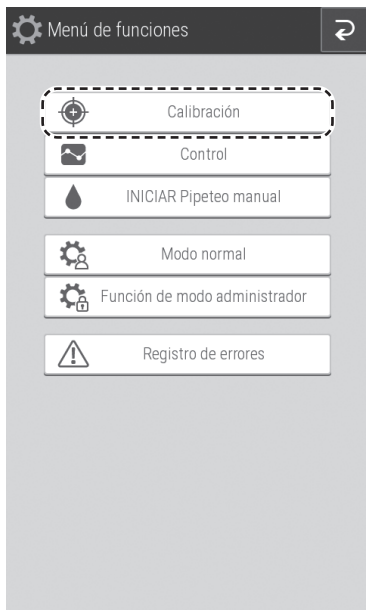 Menú de funciones
Calibración
Control
INICIAR Pipeteo manual
Modo normal
Función de modo administrador
Registro de errores